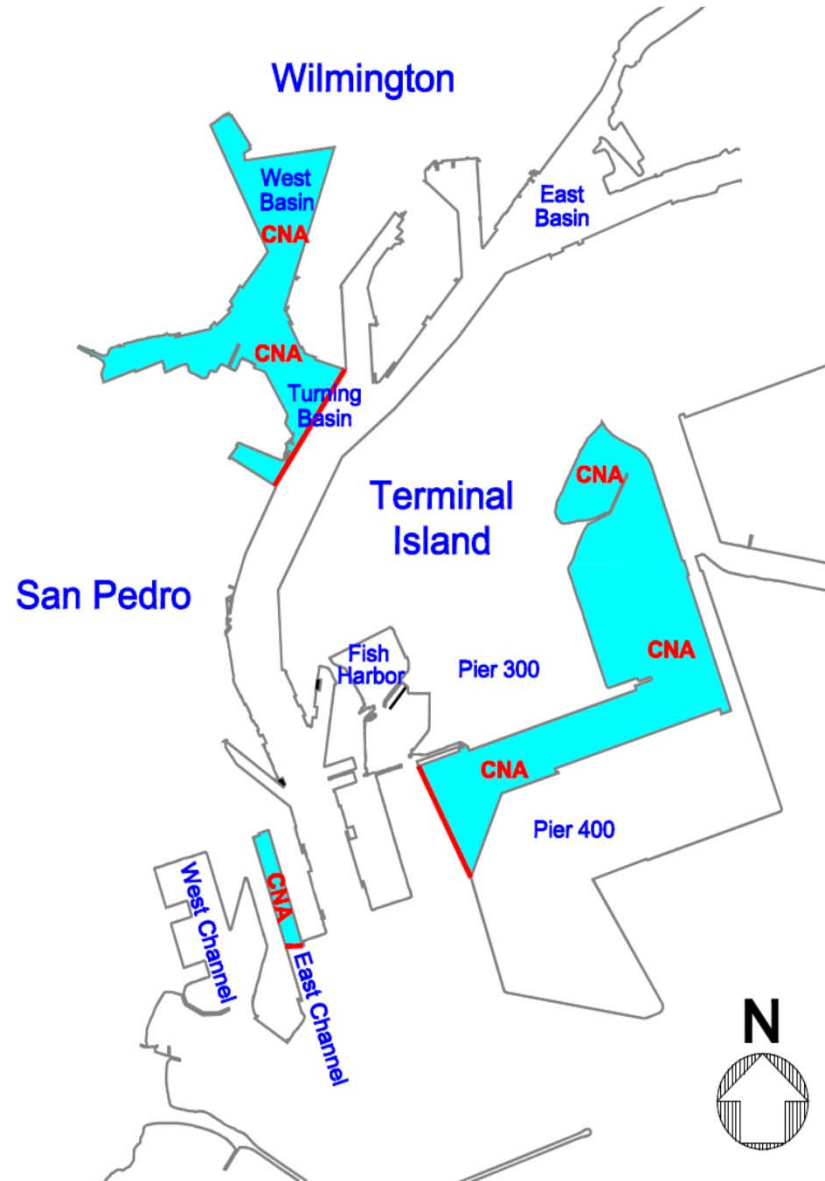 Wilmington
West
Basin
CNA
East
Basin
CNA
Turning
Basin
CNA
Terminal
Island
San Pedro
Fish
Harbor
Pier 300
CNA
CNA
Pier 400
West Channel
CNA
East Channel
N